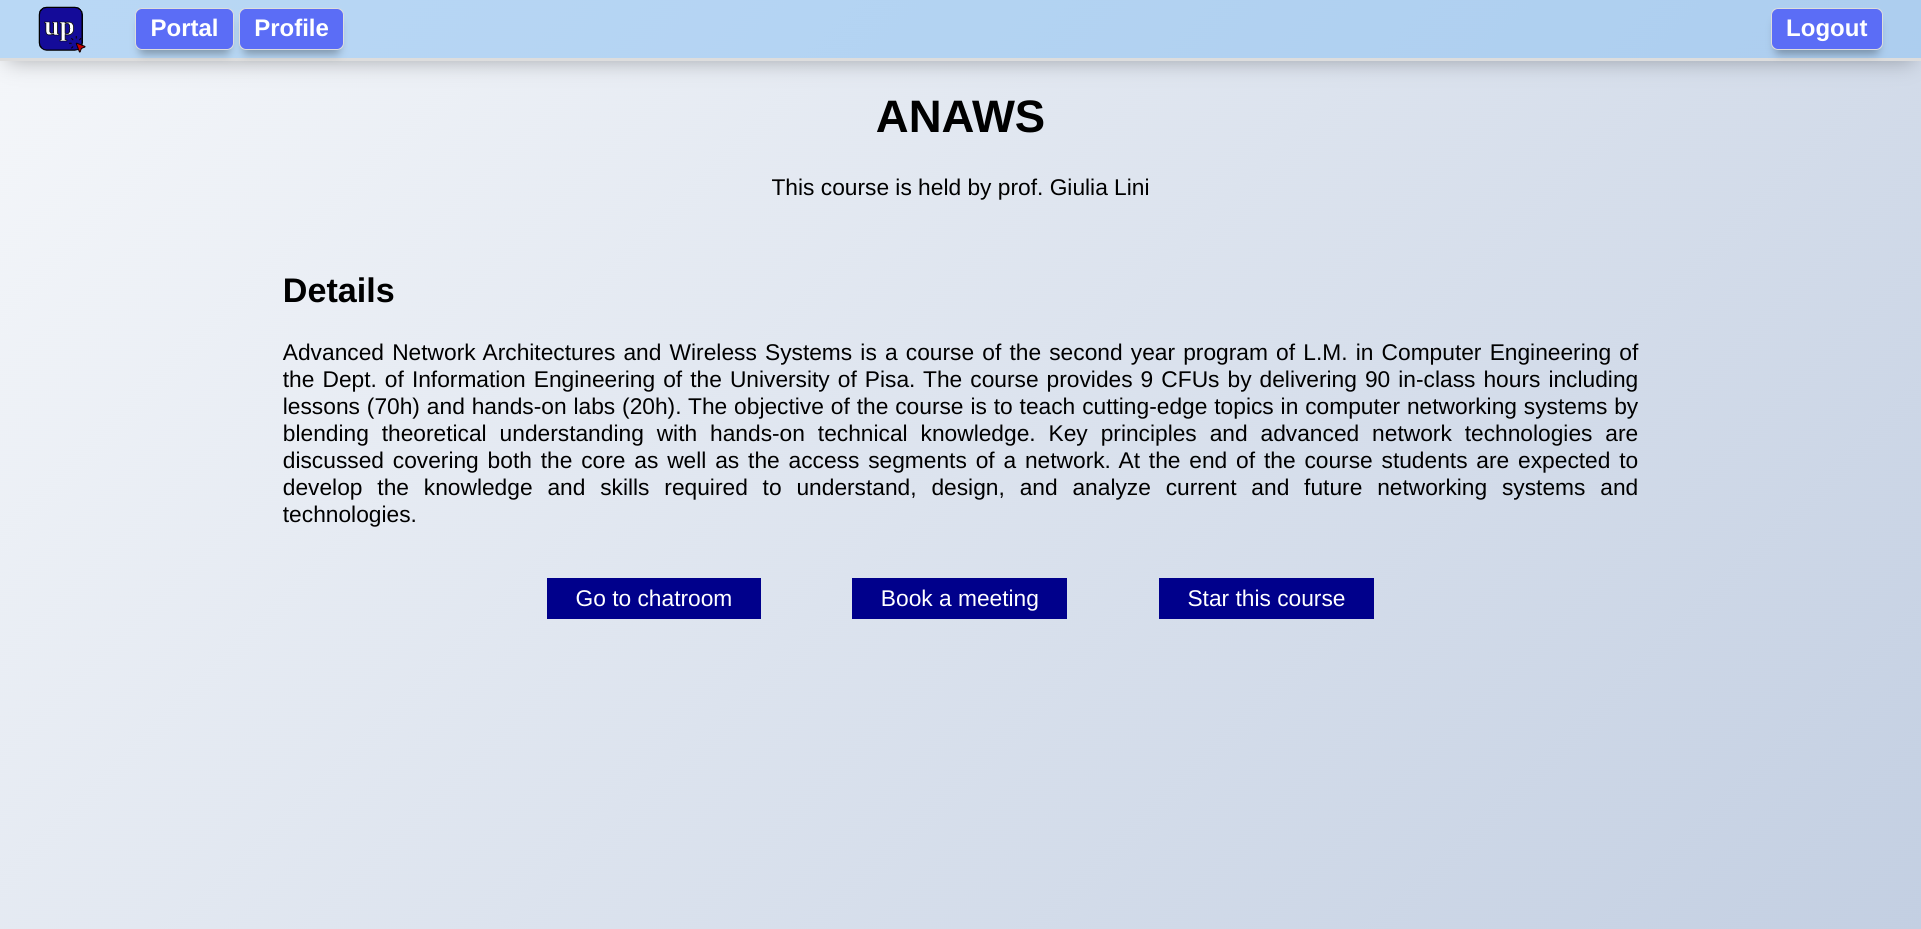 up
Portal
Profile
Logout
ANAWS
This course is held by prof. Giulia Lini
Details
Advanced Network Architectures and Wireless Systems is a course of the second year program of L.M. in Computer Engineering of
the Dept. of Information Engineering of the University of Pisa. The course provides 9 CFUs by delivering 90 in-class hours including
lessons (70h) and hands-on labs (20h). The objective of the course is to teach cutting-edge topics in computer networking systems by
blending theoretical understanding with hands-on technical knowledge. Key principles and advanced network technologies are
discussed covering both the core as well as the access segments of a network. At the end of the course students are expected to
develop the knowledge and skills required to understand, design, and analyze current and future networking systems and
technologies.
Go to chatroom
Book a meeting
Star this course